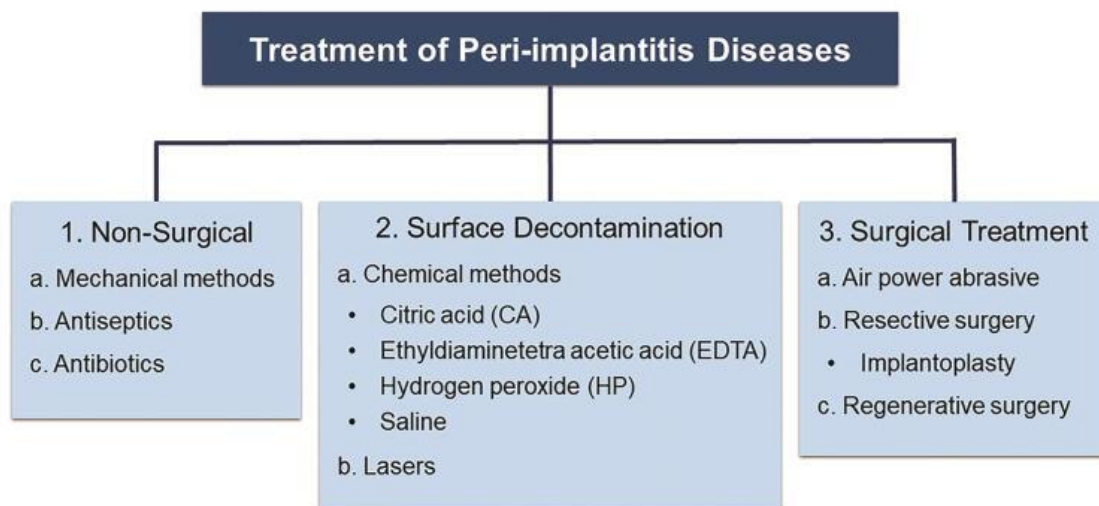 Treatment of Peri-implantitis Diseases
1. Non-Surgical
a. Mechanical methods
b. Antiseptics
c. Antibiotics
2. Surface Decontamination
a. Chemical methods
• Citric acid (CA)
• Ethyldiaminetetra acetic acid (EDTA)
• Hydrogen peroxide (HP)
• Saline
b. Lasers
3. Surgical Treatment
a. Air power abrasive
b. Resective surgery
• Implantoplasty
c. Regenerative surgery